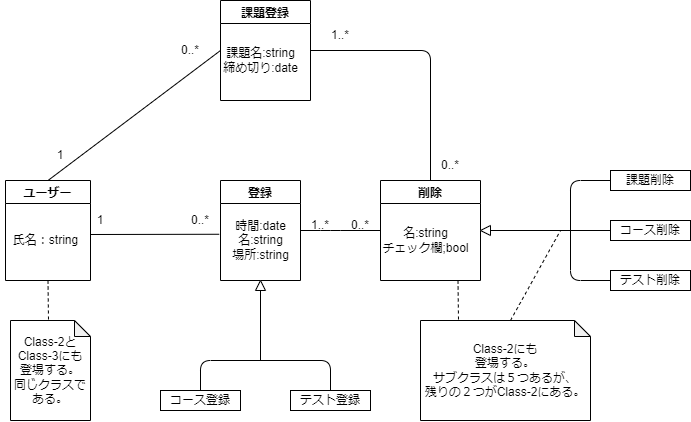 課題登録
課題名:string
締め切り:date
0..*
1..*
1
0..*
ユーザー
氏名：string
1
0..*
登録
時間:date
名:string
場所:string
1..*
0..*
削除
名:string
チェック欄;bool
課題削除
コース削除
テスト削除
Class-2と
Class-3にも
登場する。
同じクラスで
ある。
コース登録
テスト登録
Class-2にも
登場する。
サブクラスは５つあるが、
残りの２つがClass-2にある。